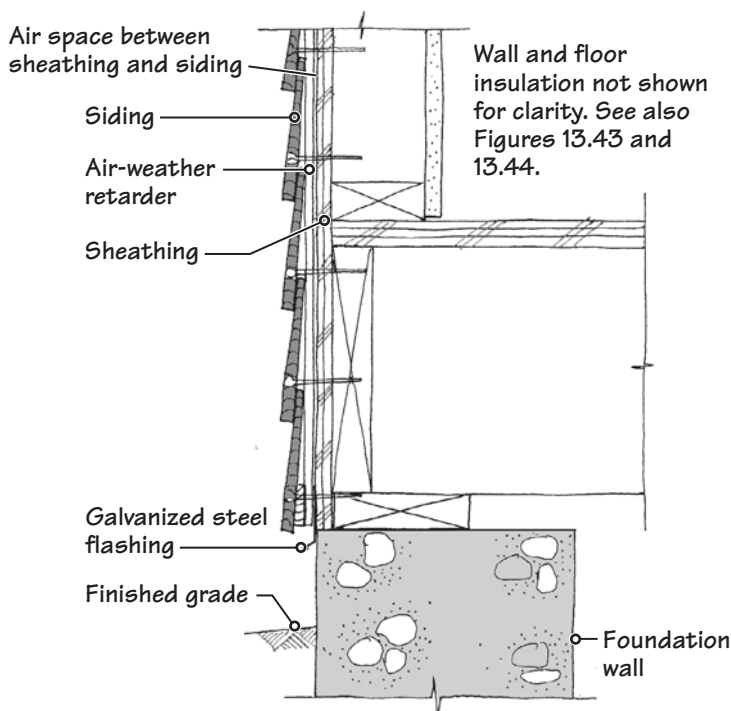 Air space between
sheathing and siding
Wall and floor
insulation not shown
for clarity. See also
Figures 13.43 and
13.44.
Siding
Air-weather
retarder
Sheathing
Galvanized steel
flashing
Finished grade
Foundation
wall